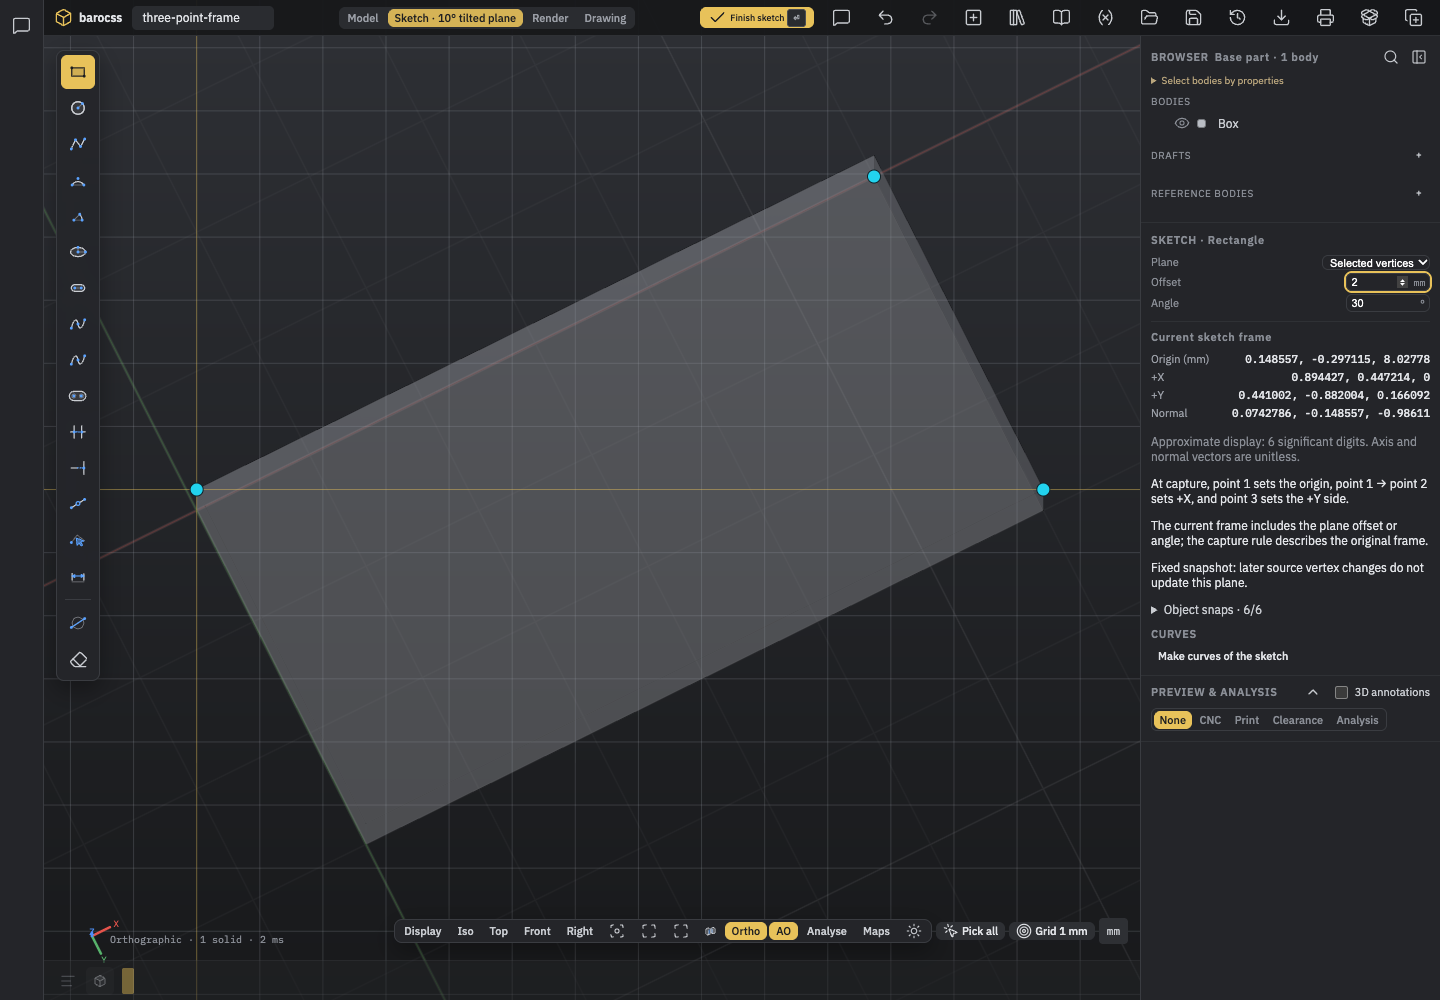 barocss
three-point-frame
Model
Sketch · 10° tilted plane
Render
Drawing
Finish sketch
BROWSER Base part · 1 body
Select bodies by properties
BODIES
Box
DRAFTS
+
REFERENCE BODIES
+
SKETCH · Rectangle
Plane
Selected vertices
Offset
2
mm
Angle
30
°
Current sketch frame
Origin (mm) 0.148557, -0.297115, 8.02778
+X 0.894427, 0.447214, 0
+Y 0.441002, -0.882004, 0.166092
Normal 0.0742786, -0.148557, -0.98611
Approximate display: 6 significant digits. Axis and
normal vectors are unitless.
At capture, point 1 sets the origin, point 1 → point 2
sets +X, and point 3 sets the +Y side.
The current frame includes the plane offset or
angle; the capture rule describes the original frame.
Fixed snapshot: later source vertex changes do not
update this plane.
Object snaps · 6/6
CURVES
Make curves of the sketch
PREVIEW & ANALYSIS
3D annotations
None
CNC
Print
Clearance
Analysis
X
Z
Y
Orthographic · 1 solid · 2 ms
Display
Iso
Top
Front
Right
Ortho
AO
Analyse
Maps
Pick all
Grid 1 mm
mm